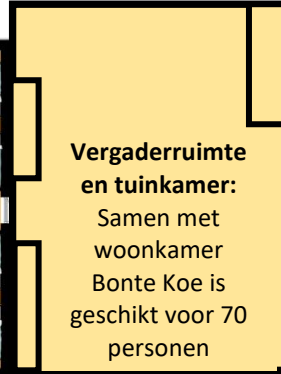 Vergaderruimte
en tuinkamer:
Samen met
woonkamer
Bonte Koe is
geschikt voor 70
personen